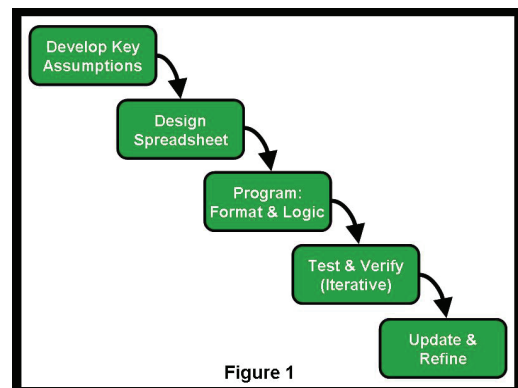 Develop Key
Assumptions
Design
Spreadsheet
Program:
Format & Logic
Test & Verify
(Iterative)
Update &
Refine
Figure 1